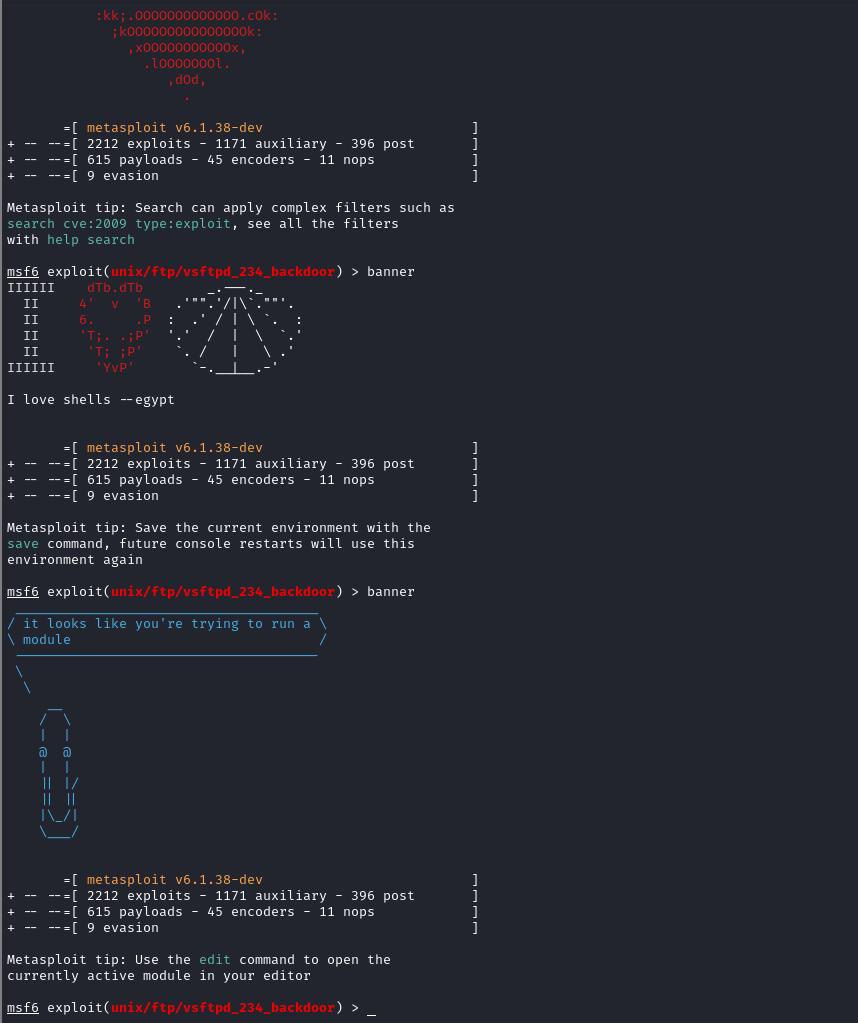 :kk;.OOOOOOOOOOOOO.cOk:
;kOOOOOOOOOOOOOOOk:
,xOOOOOOOOOOOx,
.lOOOOOOOl.
,dOd,
.
=[ metasploit v6.1.38-dev ]
+ -- --=[ 2212 exploits - 1171 auxiliary - 396 post ]
+ -- --=[ 615 payloads - 45 encoders - 11 nops ]
+ -- --=[ 9 evasion ]
Metasploit tip: Search can apply complex filters such as
search cve:2009 type:exploit, see all the filters
with help search
msf6 exploit(unix/ftp/vsftpd_234_backdoor) > banner
IIIIII    dTb.dTb        _.---._
  II     4'  v  'B   .'"".'/|\`.""'.
  II     6.     .P  :  .' / | \ `.  :
  II     'T;. .;P'  '.'  /  |  \  `.'
  II      'T; ;P'    `. /   |   \ .'
IIIIII     'YvP'       `-.__|__.-'
I love shells --egypt
=[ metasploit v6.1.38-dev ]
+ -- --=[ 2212 exploits - 1171 auxiliary - 396 post ]
+ -- --=[ 615 payloads - 45 encoders - 11 nops ]
+ -- --=[ 9 evasion ]
Metasploit tip: Save the current environment with the
save command, future console restarts will use this
environment again
msf6 exploit(unix/ftp/vsftpd_234_backdoor) > banner
 ______________________________________
/ it looks like you're trying to run a \
\ module                               /
 --------------------------------------
 \
  \
     __
    /  \
    |  |
    @  @
    |  |
    || |/
    || ||
    |\_/|
    \___/
=[ metasploit v6.1.38-dev ]
+ -- --=[ 2212 exploits - 1171 auxiliary - 396 post ]
+ -- --=[ 615 payloads - 45 encoders - 11 nops ]
+ -- --=[ 9 evasion ]
Metasploit tip: Use the edit command to open the
currently active module in your editor
msf6 exploit(unix/ftp/vsftpd_234_backdoor) > _